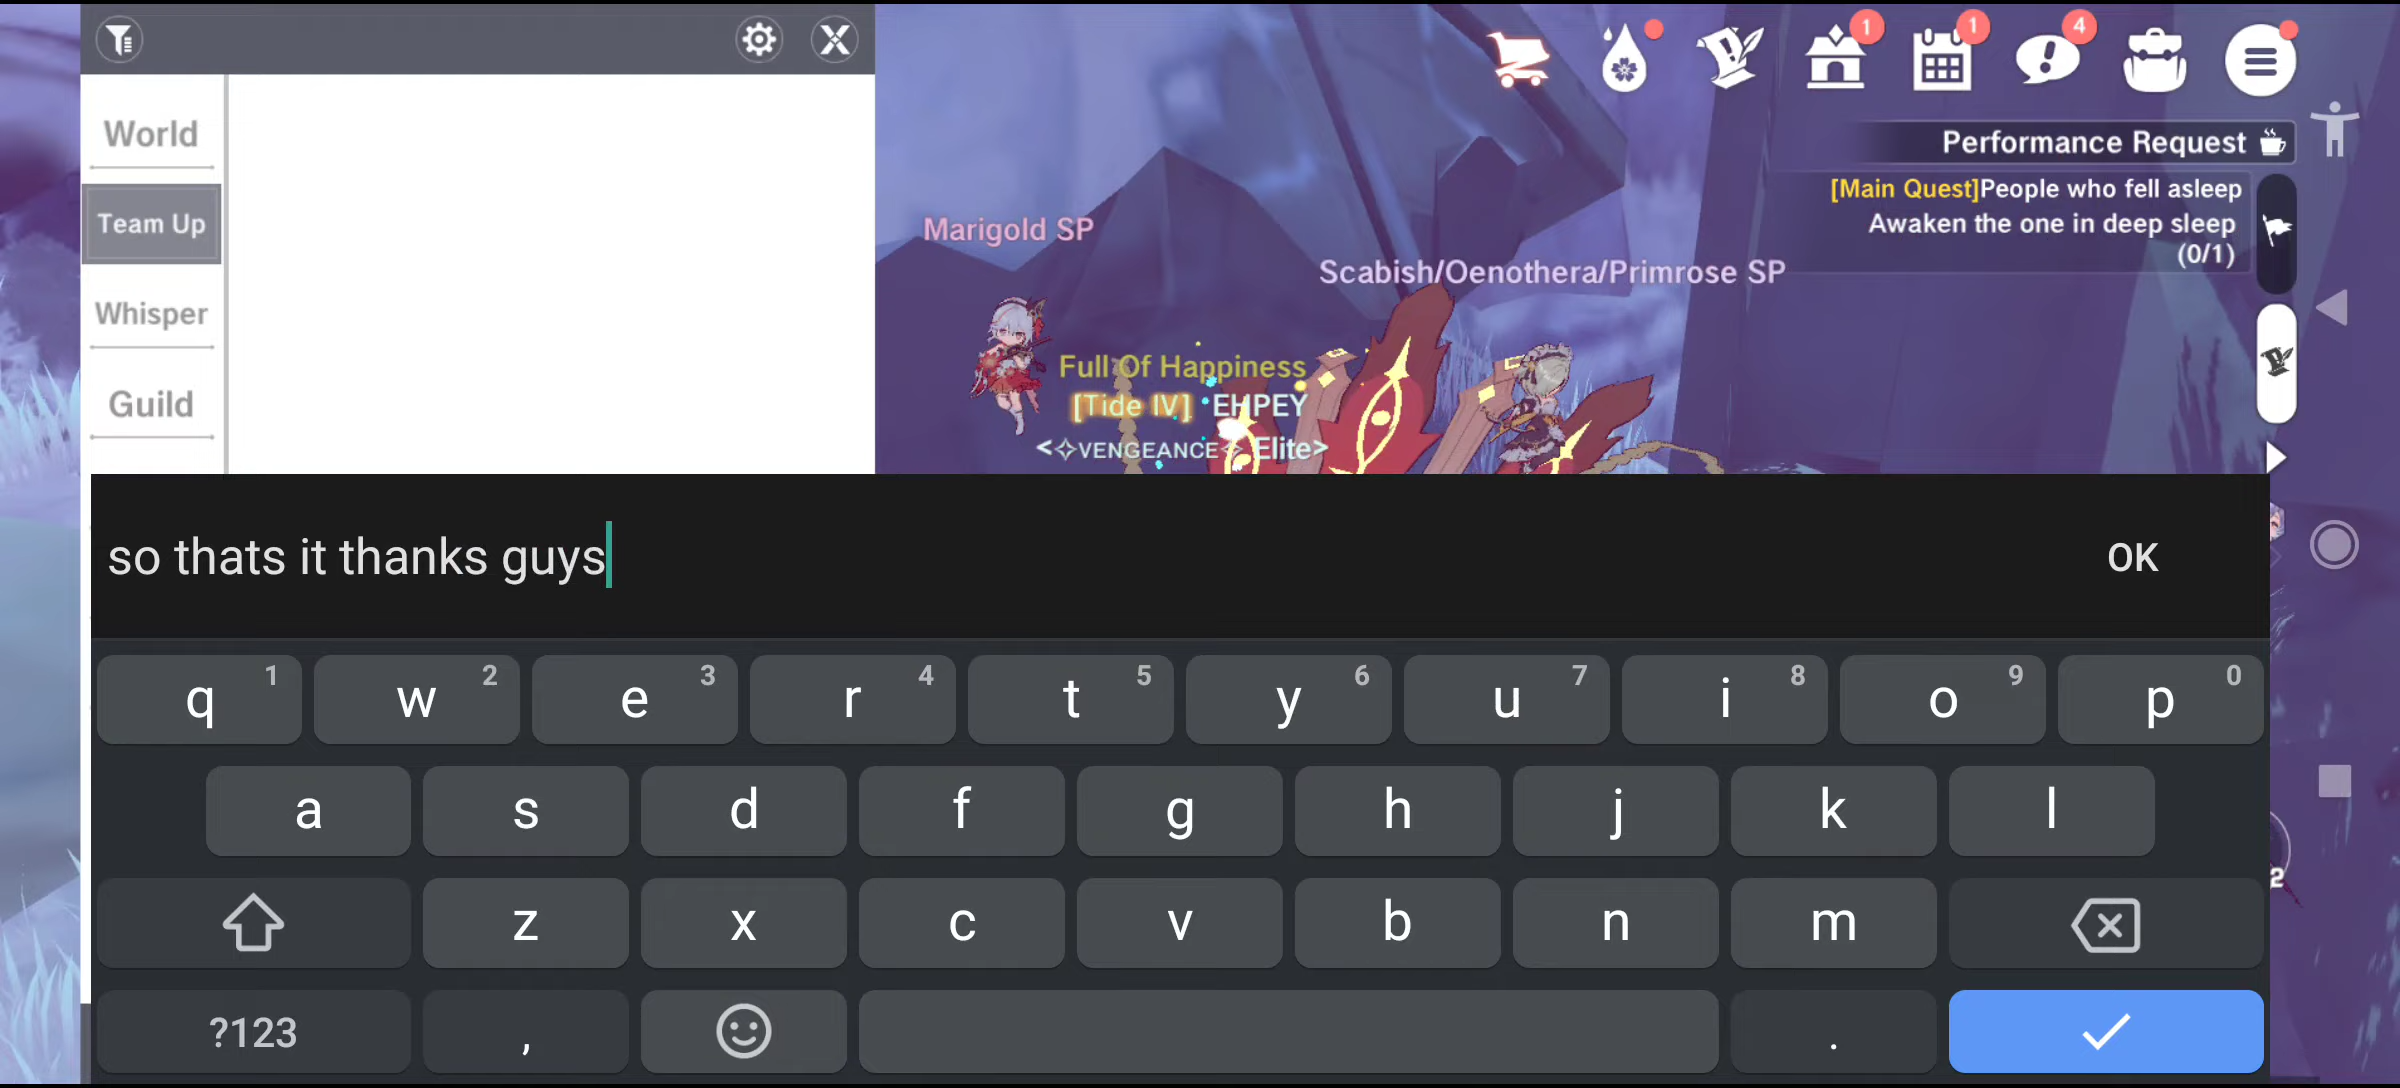 1
1
4
World
Team Up
Whisper
Guild
Performance Request
[Main Quest]People who fell asleep
Awaken the one in deep sleep
(0/1)
Marigold SP
Scabish/Oenothera/Primrose SP
Full Of Happiness
[Tide IV] •EHPEY
<✧VENGEANCE✧ Elite>
so thats it thanks guys
OK
q 1 w 2 e 3 r 4 t 5 y 6 u 7 i 8 o 9 p 0
a s d f g h j k l
2
z x c v b n m
?123 , .